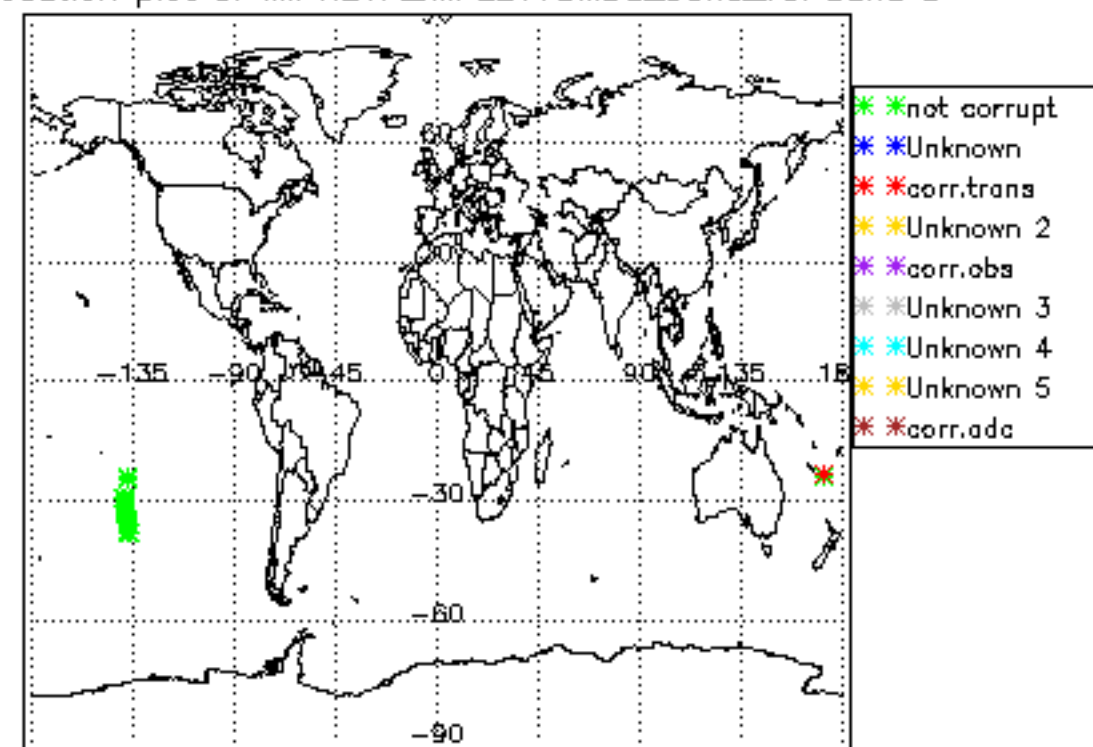 not corrupt
Unknown
corr.trans
Unknown 2
corr.obs
Unknown 3
Unknown 4
Unknown 5
corr.adc
60
-135 -90 -45 0 45 90 135
-30
-60
-90